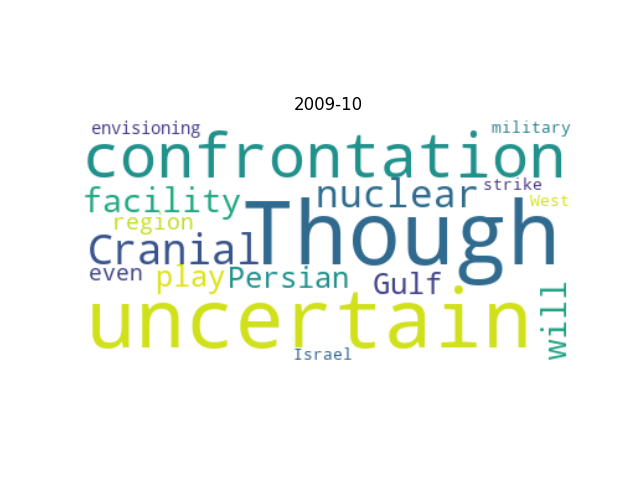 2009-10
envisioning military
confrontation
strike
facility nuclear West
region Though
Cranial
even play Persian Gulf
uncertain will
Israel